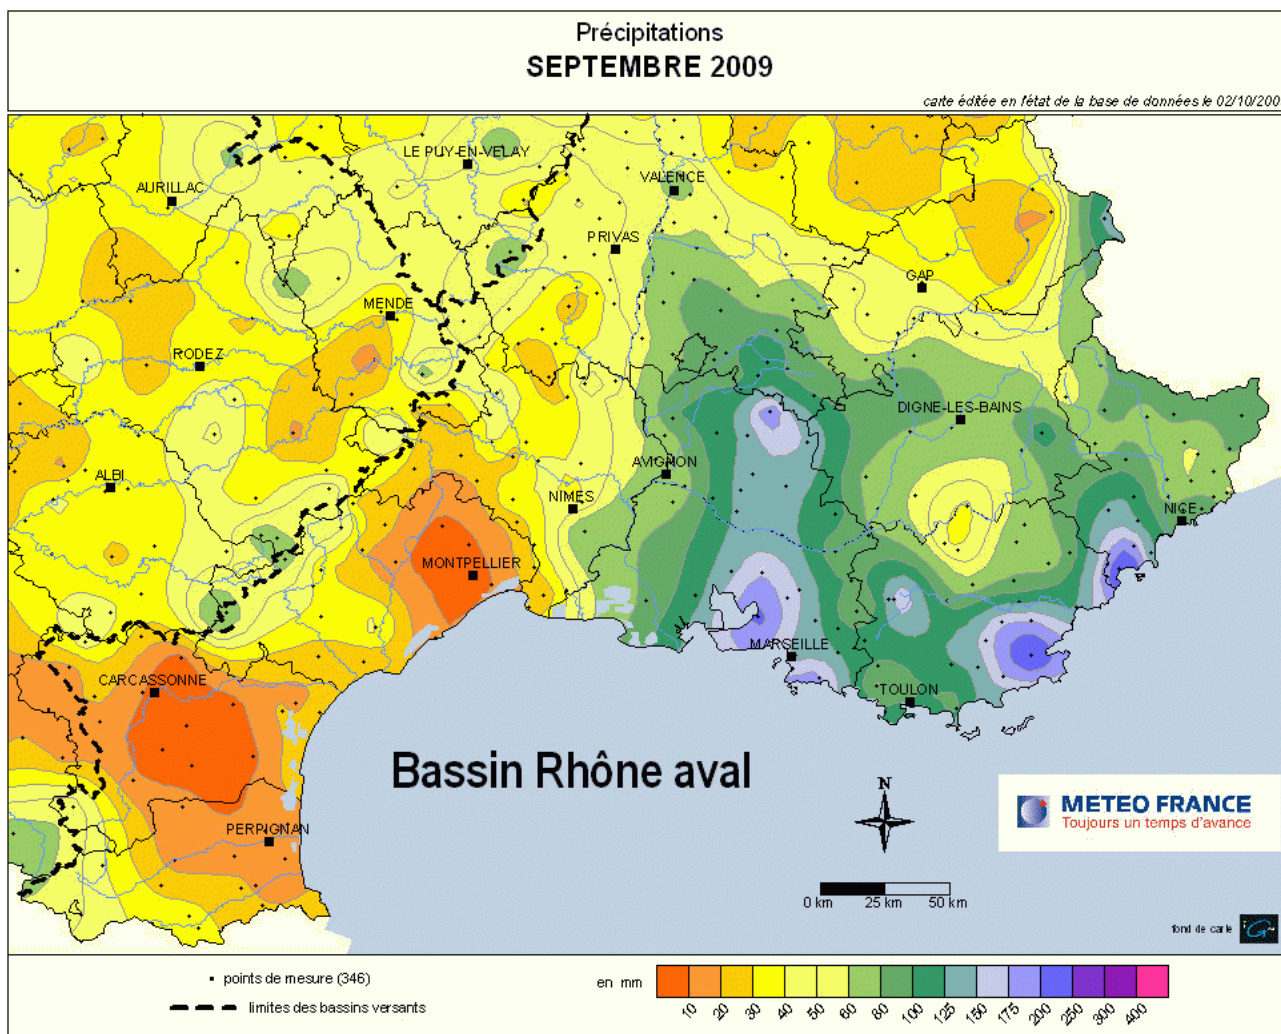 Précipitations
SEPTEMBRE 2009
carte éditée en l'état de la base de données le 02/10/200
LE PUY-EN-VELAY
AURILLAC
VALENCE
PRIVAS
GAP
MENDE
RODEZ
DIGNE-LES-BAINS
AVIGNON
ALBI
NÎMES
NICE
MONTPELLIER
MARSEILLE
CARCASSONNE
TOULON
Bassin Rhône aval
N
METEO FRANCE
Toujours un temps d'avance
PERPIGNAN
0 km 25 km 50 km
fond de carte
points de mesure (346)
limites des bassins versants
en mm
10 20 30 40 50 60 80 100 125 150 175 200 250 300 400